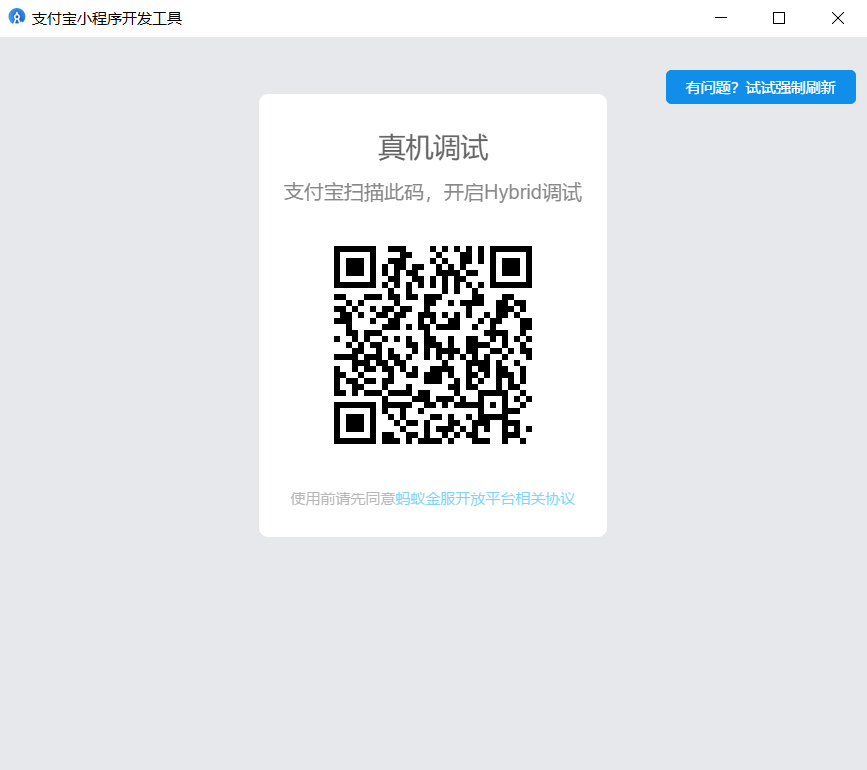 支付宝小程序开发工具
有问题？试试强制刷新
真机调试
支付宝扫描此码，开启Hybrid调试
使用前请先同意蚂蚁金服开放平台相关协议